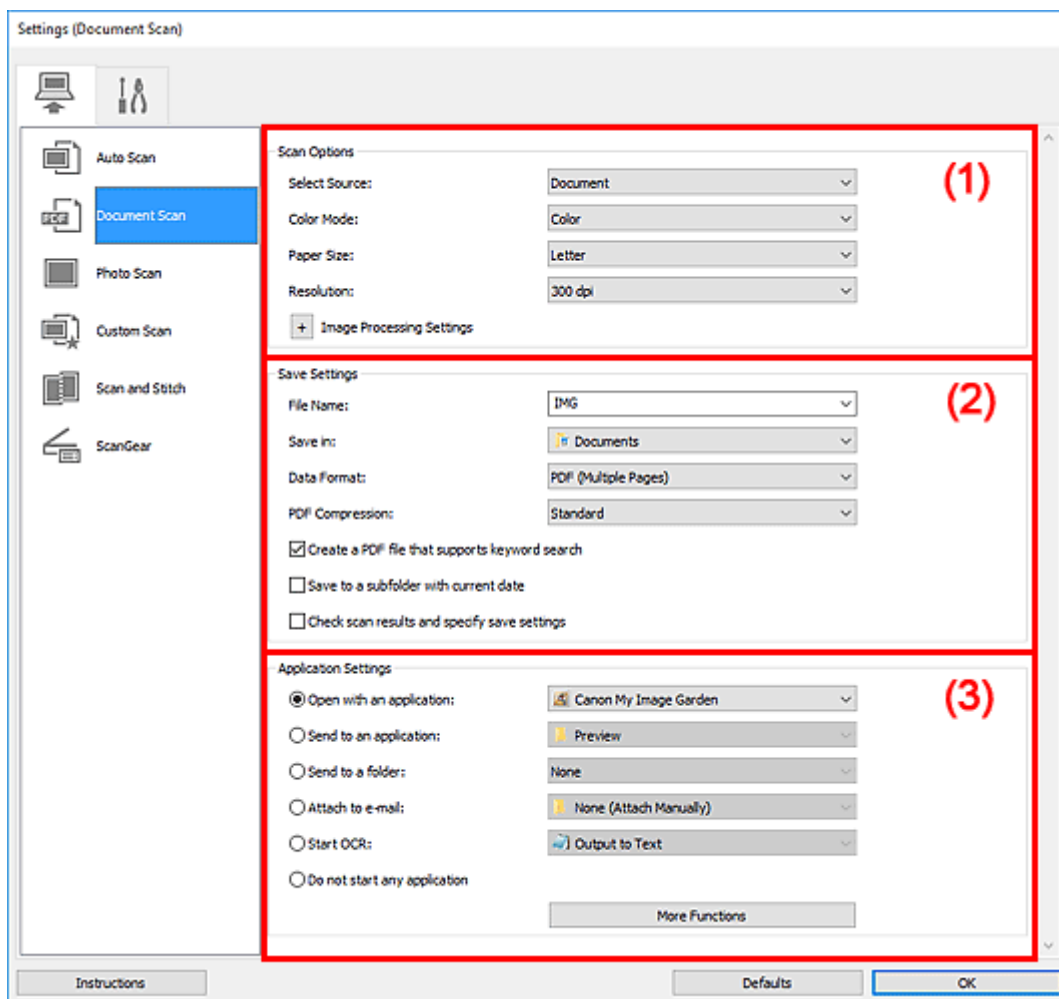 Settings (Document Scan)
Auto Scan
Document Scan
Photo Scan
Custom Scan
Scan and Stitch
ScanGear
Scan Options
(1)
Select Source: Document
Color Mode: Color
Paper Size: Letter
Resolution: 300 dpi
+ Image Processing Settings
Save Settings
(2)
File Name: IMG
Save in: Documents
Data Format: PDF (Multiple Pages)
PDF Compression: Standard
Create a PDF file that supports keyword search
Save to a subfolder with current date
Check scan results and specify save settings
Application Settings
(3)
Open with an application: Canon My Image Garden
Send to an application: Preview
Send to a folder: None
Attach to e-mail: None (Attach Manually)
Start OCR: Output to Text
Do not start any application
More Functions
Instructions Defaults OK